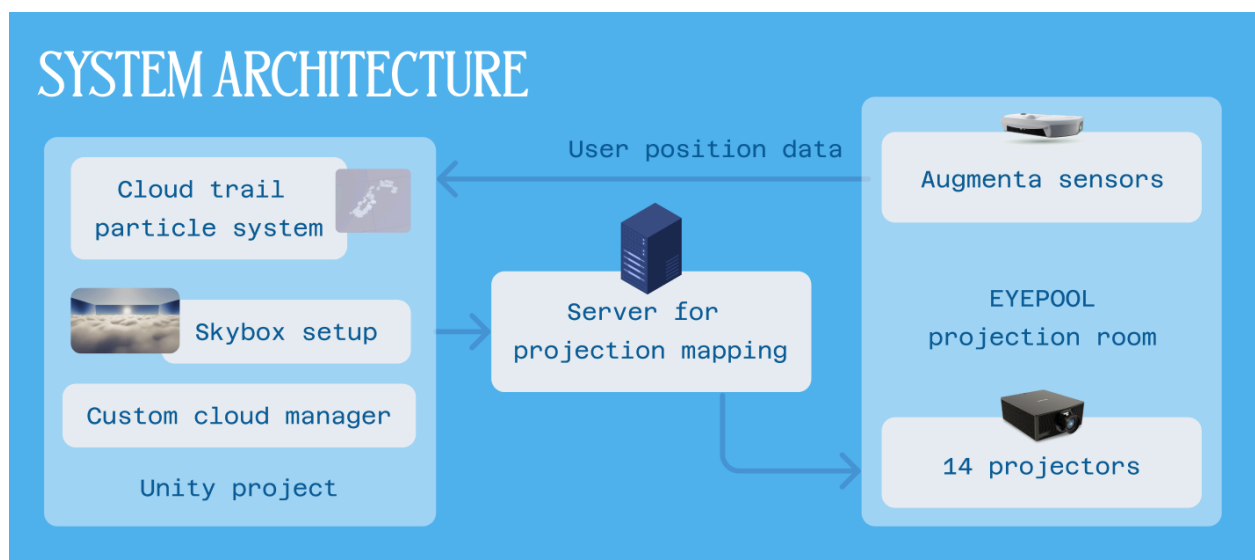 SYSTEM ARCHITECTURE
Cloud trail
particle system
Skybox setup
Custom cloud manager
Unity project
User position data
Server for
projection mapping
Augmenta sensors
EYEPOOL
projection room
14 projectors